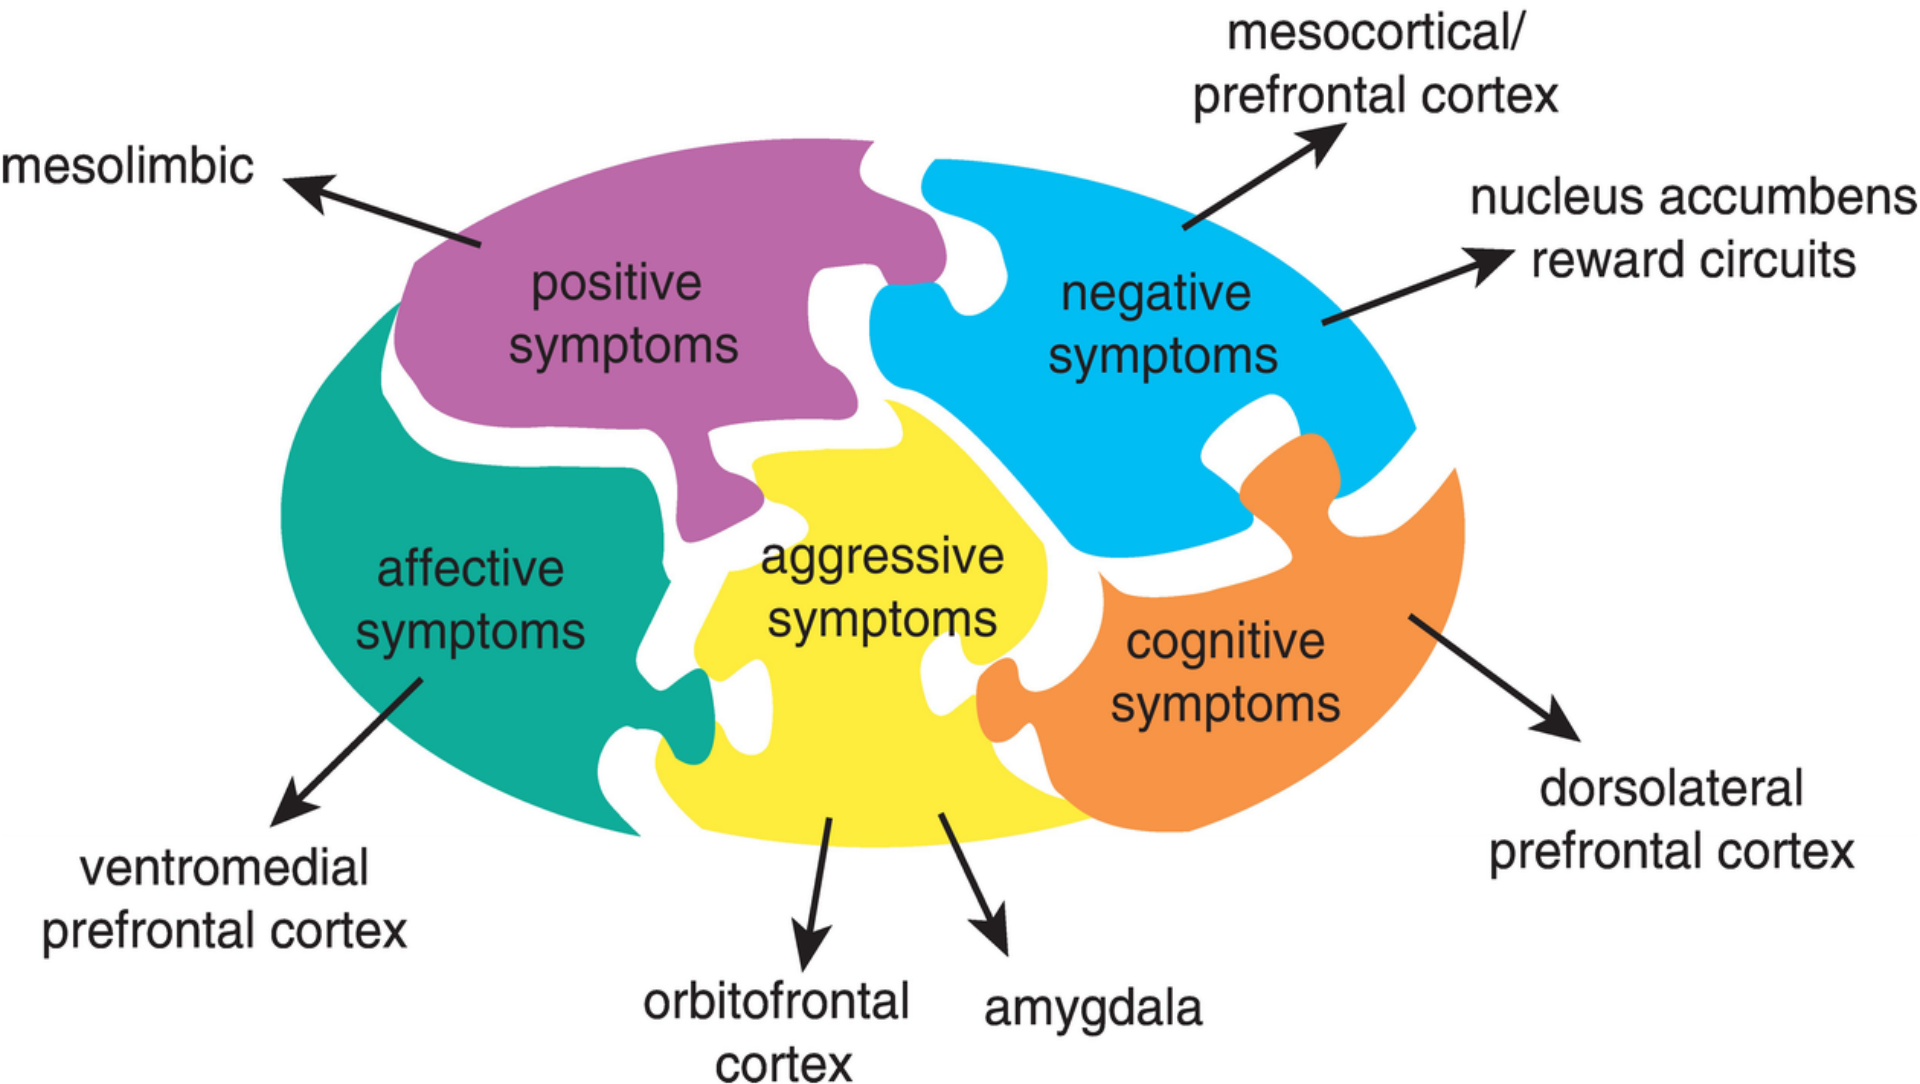 mesocortical/
prefrontal cortex
mesolimbic
nucleus accumbens
reward circuits
positive
symptoms
negative
symptoms
affective
symptoms
aggressive
symptoms
cognitive
symptoms
dorsolateral
prefrontal cortex
ventromedial
prefrontal cortex
orbitofrontal
cortex
amygdala